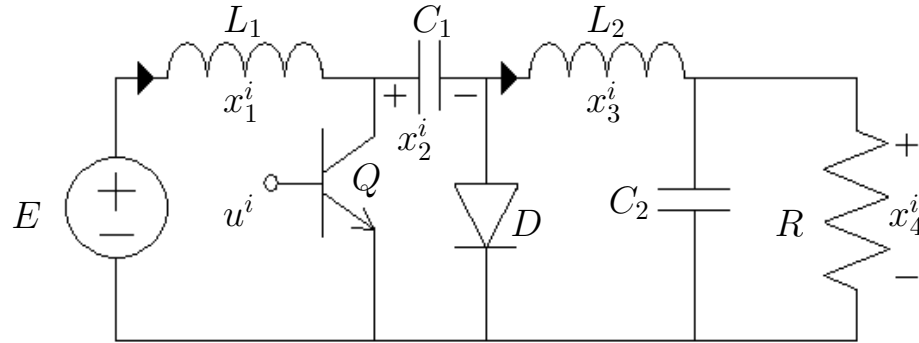 L₁ C₁ L₂
+ −
x₁ⁱ x₂ⁱ x₃ⁱ
E + − uⁱ Q D C₂ R + x₄ⁱ −